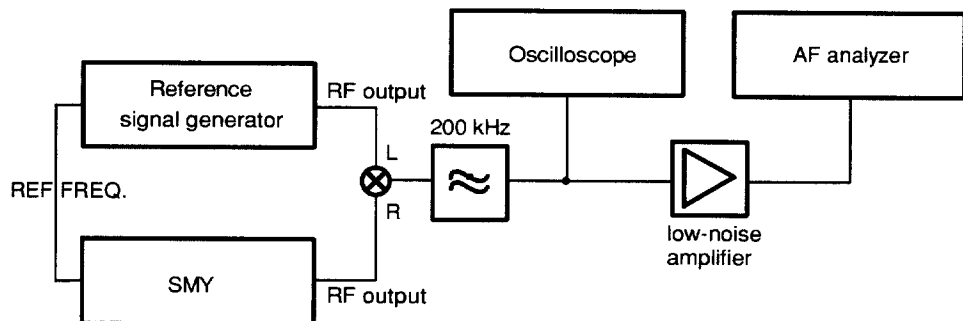 Oscilloscope
AF analyzer
Reference
signal generator
RF output
200 kHz
L
REF FREQ.
R
low-noise
amplifier
SMY
RF output